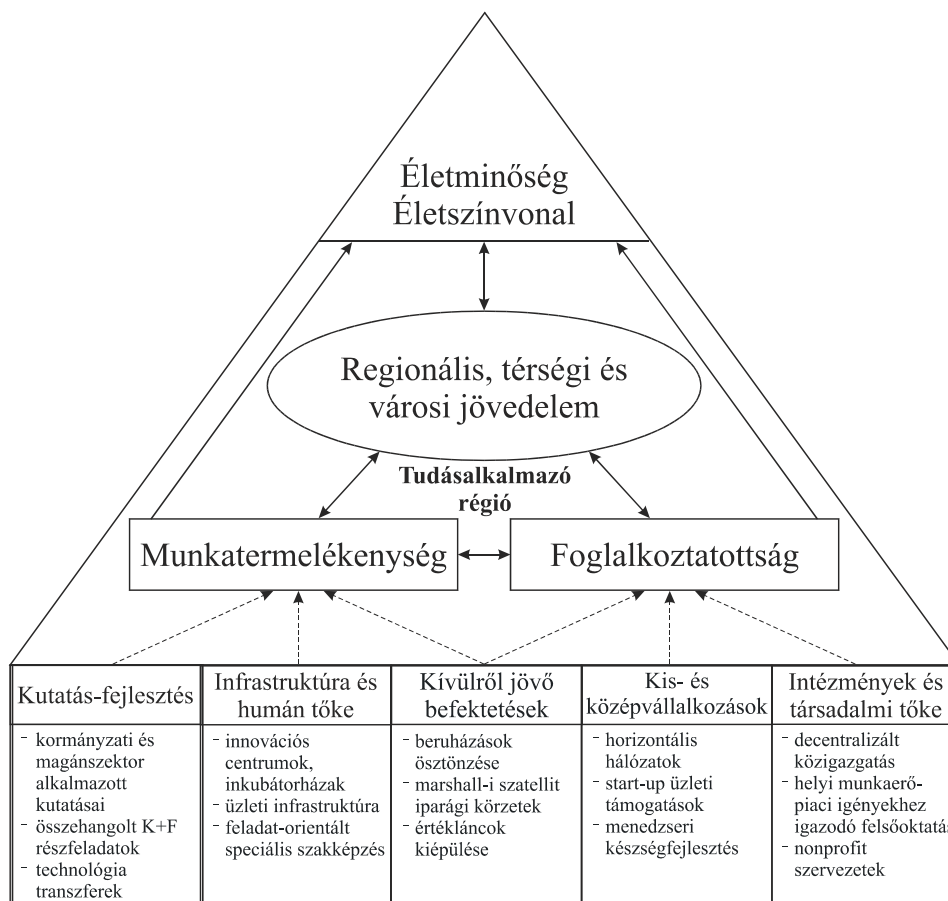 Életminőség
Életszínvonal
Regionális, térségi és
városi jövedelem
Tudásalkalmazó
régió
Munkatermelékenység
Foglalkoztatottság
Kutatás-fejlesztés
- kormányzati és
magánszektor
alkalmazott
kutatásai
- összehangolt K+F
részfeladatok
- technológia
transzferek
Infrastruktúra és
humán tőke
- innovációs
centrumok,
inkubátorházak
- üzleti infrastruktúra
- feladat-orientált
speciális szakképzés
Kívülről jövő
befektetések
- beruházások
ösztönzése
- marshall-i szatellit
iparági körzetek
- értékláncok
kiépülése
Kis- és
középvállalkozások
- horizontális
hálózatok
- start-up üzleti
támogatások
- menedzseri
készségfejlesztés
Intézmények és
társadalmi tőke
- decentralizált
közigazgatás
- helyi munkaerő-
piaci igényekhez
igazodó felsőoktatás
- nonprofit
szervezetek